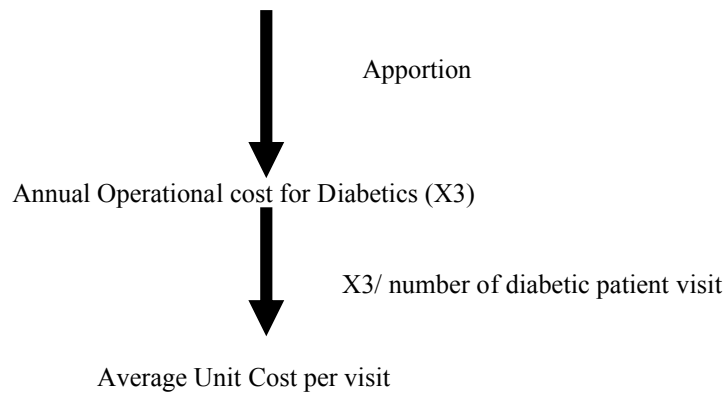 Apportion
Annual Operational cost for Diabetics (X3)
X3/ number of diabetic patient visit
Average Unit Cost per visit